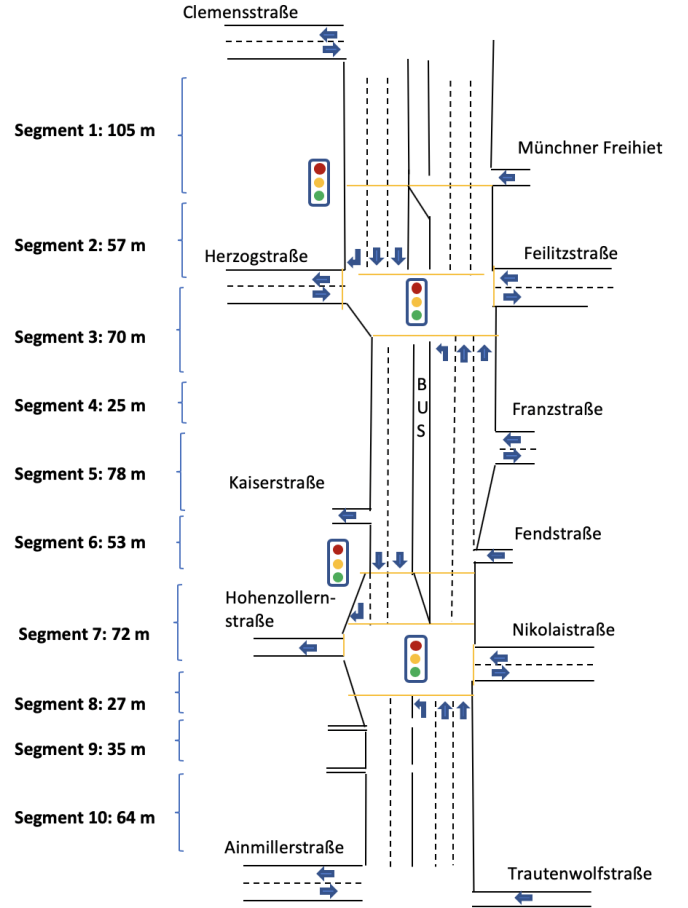 Clemensstraße
Segment 1: 105 m
Münchner Freihiet
Segment 2: 57 m
Herzogstraße
Feilitzstraße
Segment 3: 70 m
B
U
S
Segment 4: 25 m
Franzstraße
Segment 5: 78 m
Kaiserstraße
Segment 6: 53 m
Fendstraße
Hohenzollern-
straße
Segment 7: 72 m
Nikolaistraße
Segment 8: 27 m
Segment 9: 35 m
Segment 10: 64 m
Ainmillerstraße
Trautenwolfstraße